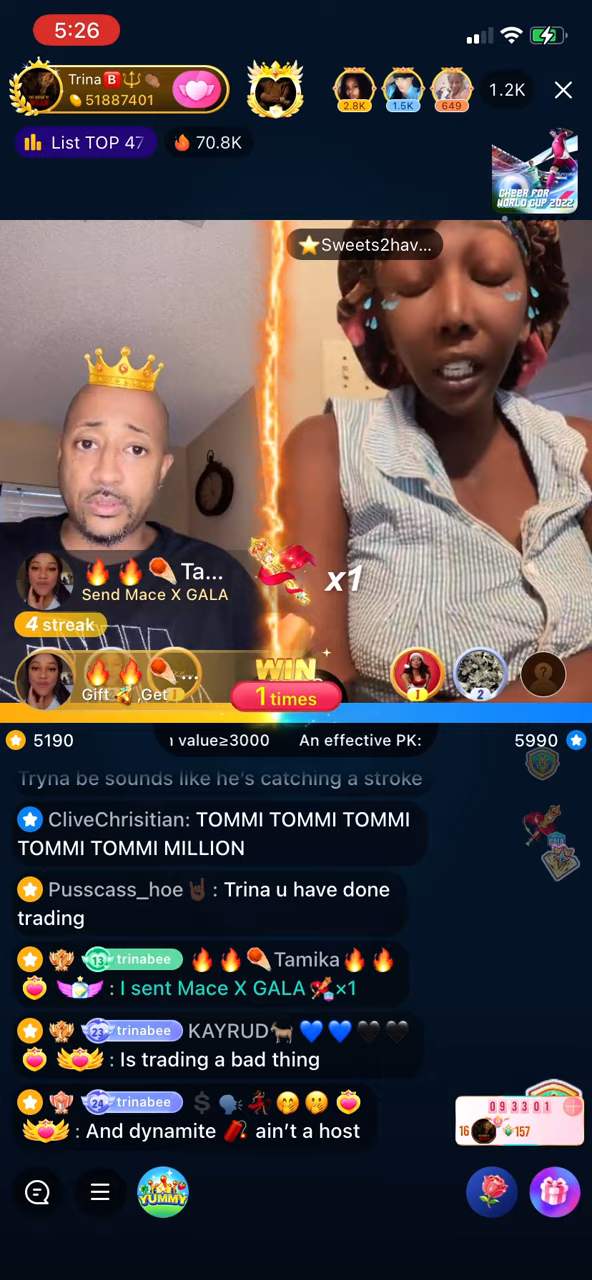 5:26
Trina🅱️🔱👏🏽
51887401
2.8K
1.5K
649
1.2K
List TOP 47
🔥 70.8K
CHEER FOR
WORLD CUP 2022
⭐Sweets2hav...
🔥 🔥 Ta...
Send Mace X GALA
x1
4 streak
🔥 🔥 ...
Gift ,Get
WIN
1 times
1
2
5190
value≥3000 An effective PK:
5990
Tryna be sounds like he's catching a stroke
CliveChrisitian: TOMMI TOMMI TOMMI
TOMMI TOMMI MILLION
Pusscass_hoe🤘🏿 : Trina u have done
trading
13 trinabee 🔥 🔥 Tamika🔥 🔥
: I sent Mace X GALA ×1
23 trinabee KAYRUD🐐 💙 💙 🖤 🖤
: Is trading a bad thing
24 trinabee 💲 🗣 💃 🤭 🤫
: And dynamite 🧨 ain't a host
093301
16
157
YUMMY